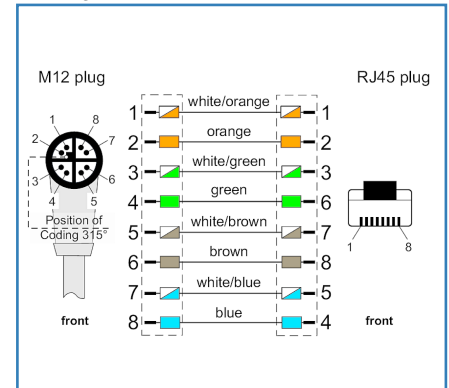 M12 plug
RJ45 plug
1 8
2 7
3 6
4 5
Position of
Coding 315°
front
1 white/orange 1
2 orange 2
3 white/green 3
4 green 6
5 white/brown 7
6 brown 8
7 white/blue 5
8 blue 4
1 8
front